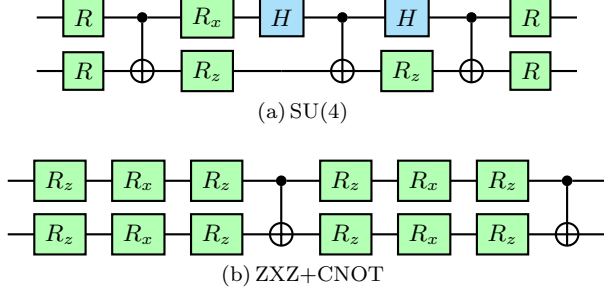 R R_x H H R
R R_z R_z R
(a) SU(4)
R_z R_x R_z R_z R_x R_z
R_z R_x R_z R_z R_x R_z
(b) ZXZ+CNOT